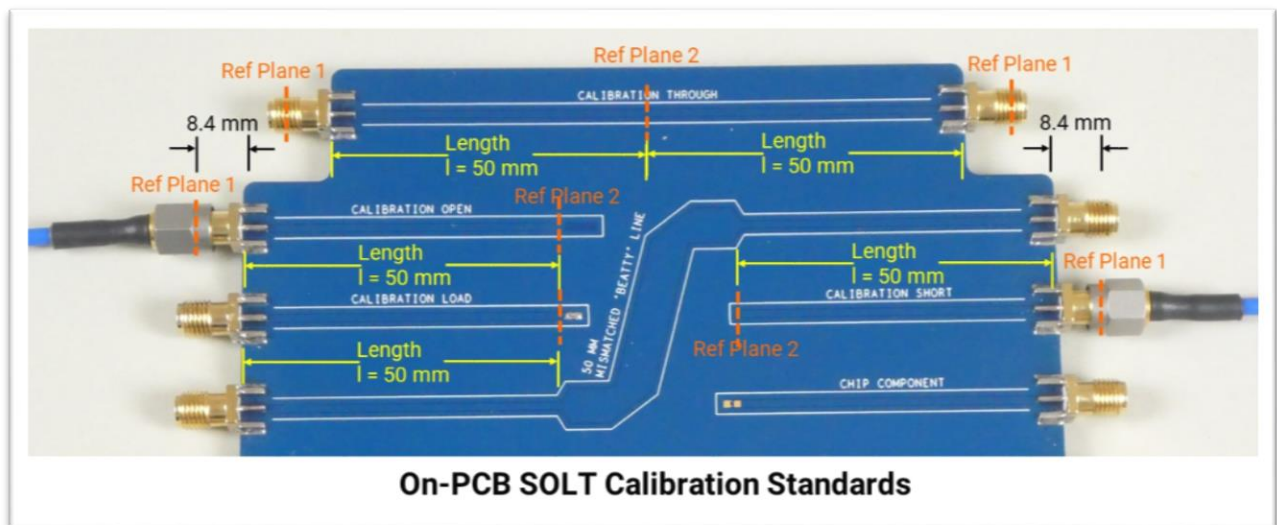 Ref Plane 2
Ref Plane 1
Ref Plane 1
CALIBRATION THROUGH
8.4 mm
8.4 mm
Length
l = 50 mm
Length
l = 50 mm
Ref Plane 1
CALIBRATION OPEN
Ref Plane 2
Length
l = 50 mm
Length
l = 50 mm
Ref Plane 1
CALIBRATION LOAD
CALIBRATION SHORT
50 MM
MISMATCHED "BEATTY" LINE
Ref Plane 2
Length
l = 50 mm
CHIP COMPONENT
On-PCB SOLT Calibration Standards